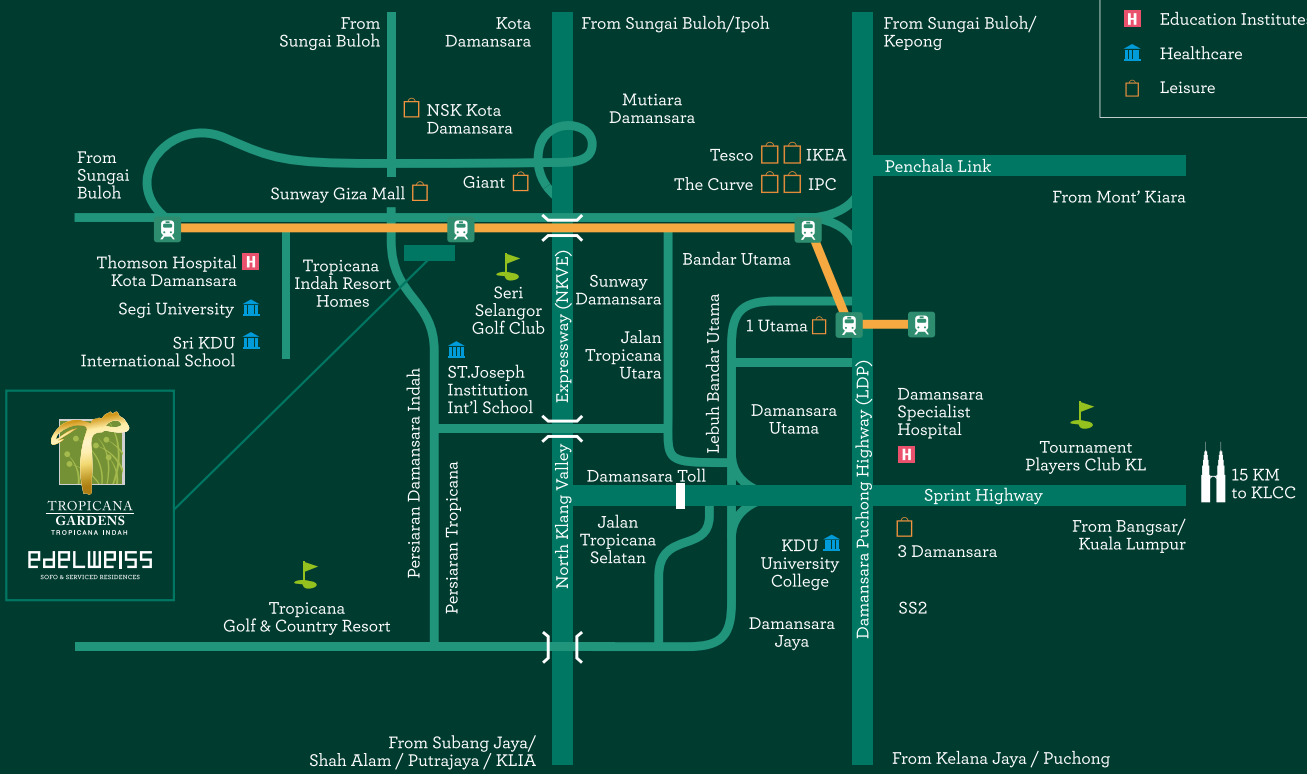 From
Sungai Buloh
Kota
Damansara
From Sungai Buloh/Ipoh
From Sungai Buloh/
Kepong
H Education Institute
Healthcare
Leisure
NSK Kota
Damansara
Mutiara
Damansara
From
Sungai
Buloh
Sunway Giza Mall
Giant
Tesco
IKEA
The Curve
IPC
Penchala Link
From Mont' Kiara
Thomson Hospital H
Kota Damansara
Segi University
Sri KDU
International School
Tropicana
Indah Resort
Homes
Seri
Selangor
Golf Club
ST.Joseph
Institution
Int'l School
Expressway (NKVE)
Sunway
Damansara
Jalan
Tropicana
Utara
Bandar Utama
Lebuh Bandar Utama
1 Utama
Damansara
Utama
Damansara Puchong Highway (LDP)
Damansara
Specialist
Hospital
H
Tournament
Players Club KL
15 KM
to KLCC
TROPICANA
GARDENS
TROPICANA INDAH
edelweiss
SOFO & SERVICED RESIDENCES
Persiaran Damansara Indah
Persiaran Tropicana
North Klang Valley
Damansara Toll
Sprint Highway
Jalan
Tropicana
Selatan
KDU
University
College
3 Damansara
From Bangsar/
Kuala Lumpur
Tropicana
Golf & Country Resort
Damansara
Jaya
SS2
From Subang Jaya/
Shah Alam / Putrajaya / KLIA
From Kelana Jaya / Puchong